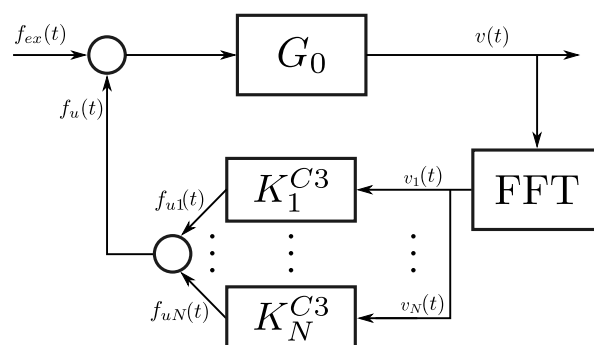 f_{ex}(t)
G_0
v(t)
f_u(t)
FFT
K_1^{C3}
v_1(t)
f_{u1}(t)
f_{uN}(t)
K_N^{C3}
v_N(t)